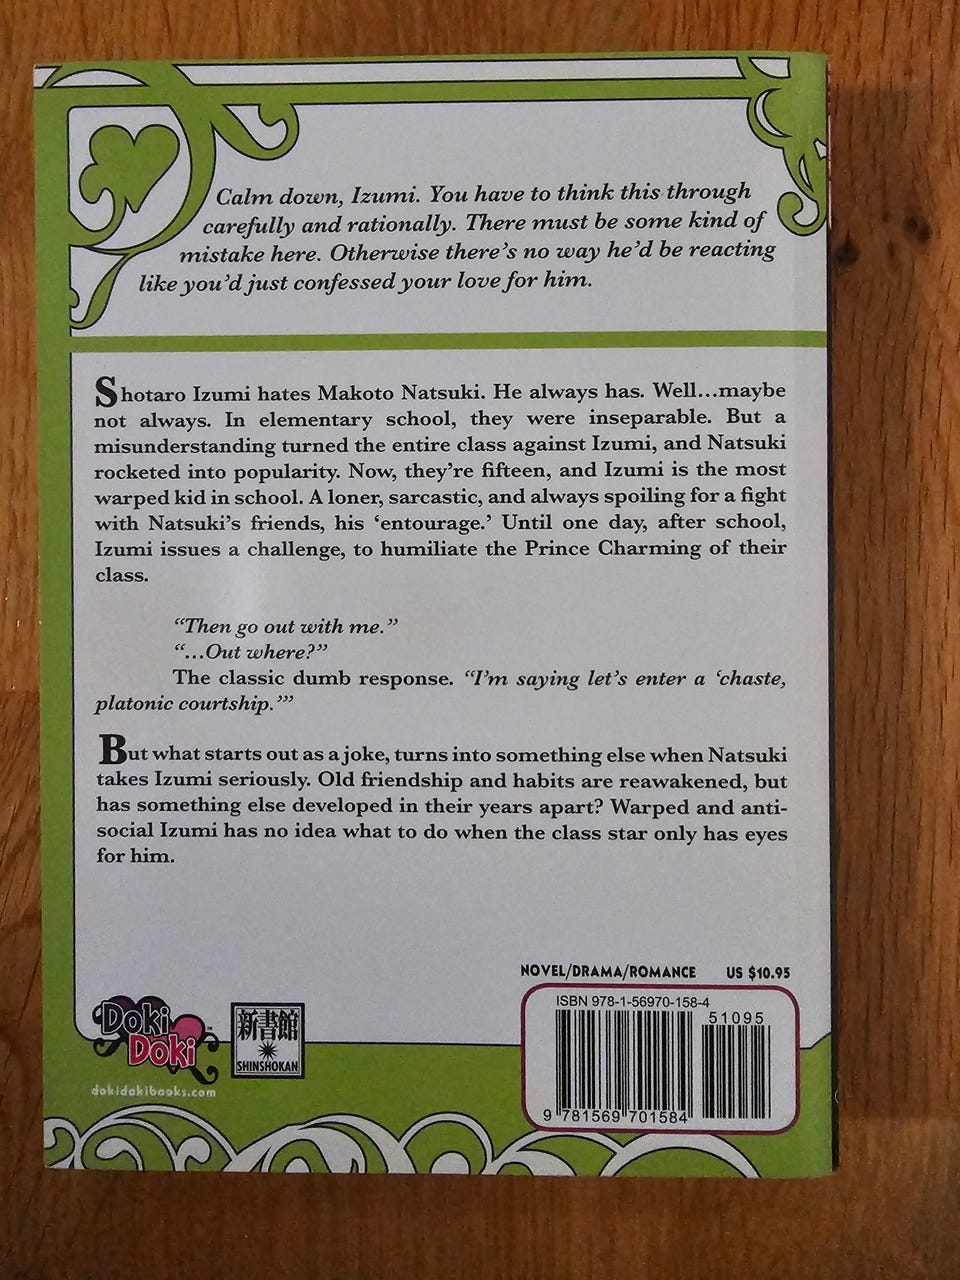 Calm down, Izumi. You have to think this through
carefully and rationally. There must be some kind of
mistake here. Otherwise there's no way he'd be reacting
like you'd just confessed your love for him.
Shotaro Izumi hates Makoto Natsuki. He always has. Well...maybe
not always. In elementary school, they were inseparable. But a
misunderstanding turned the entire class against Izumi, and Natsuki
rocketed into popularity. Now, they're fifteen, and Izumi is the most
warped kid in school. A loner, sarcastic, and always spoiling for a fight
with Natsuki's friends, his 'entourage.' Until one day, after school,
Izumi issues a challenge, to humiliate the Prince Charming of their
class.
"Then go out with me."
"...Out where?"
The classic dumb response. "I'm saying let's enter a 'chaste,
platonic courtship.'"
But what starts out as a joke, turns into something else when Natsuki
takes Izumi seriously. Old friendship and habits are reawakened, but
has something else developed in their years apart? Warped and anti-
social Izumi has no idea what to do when the class star only has eyes
for him.
NOVEL/DRAMA/ROMANCE US $10.95
ISBN 978-1-56970-158-4
51095
9 781569 701584
Doki
Doki
™
dokidokibooks.com
新書館
SHINSHOKAN